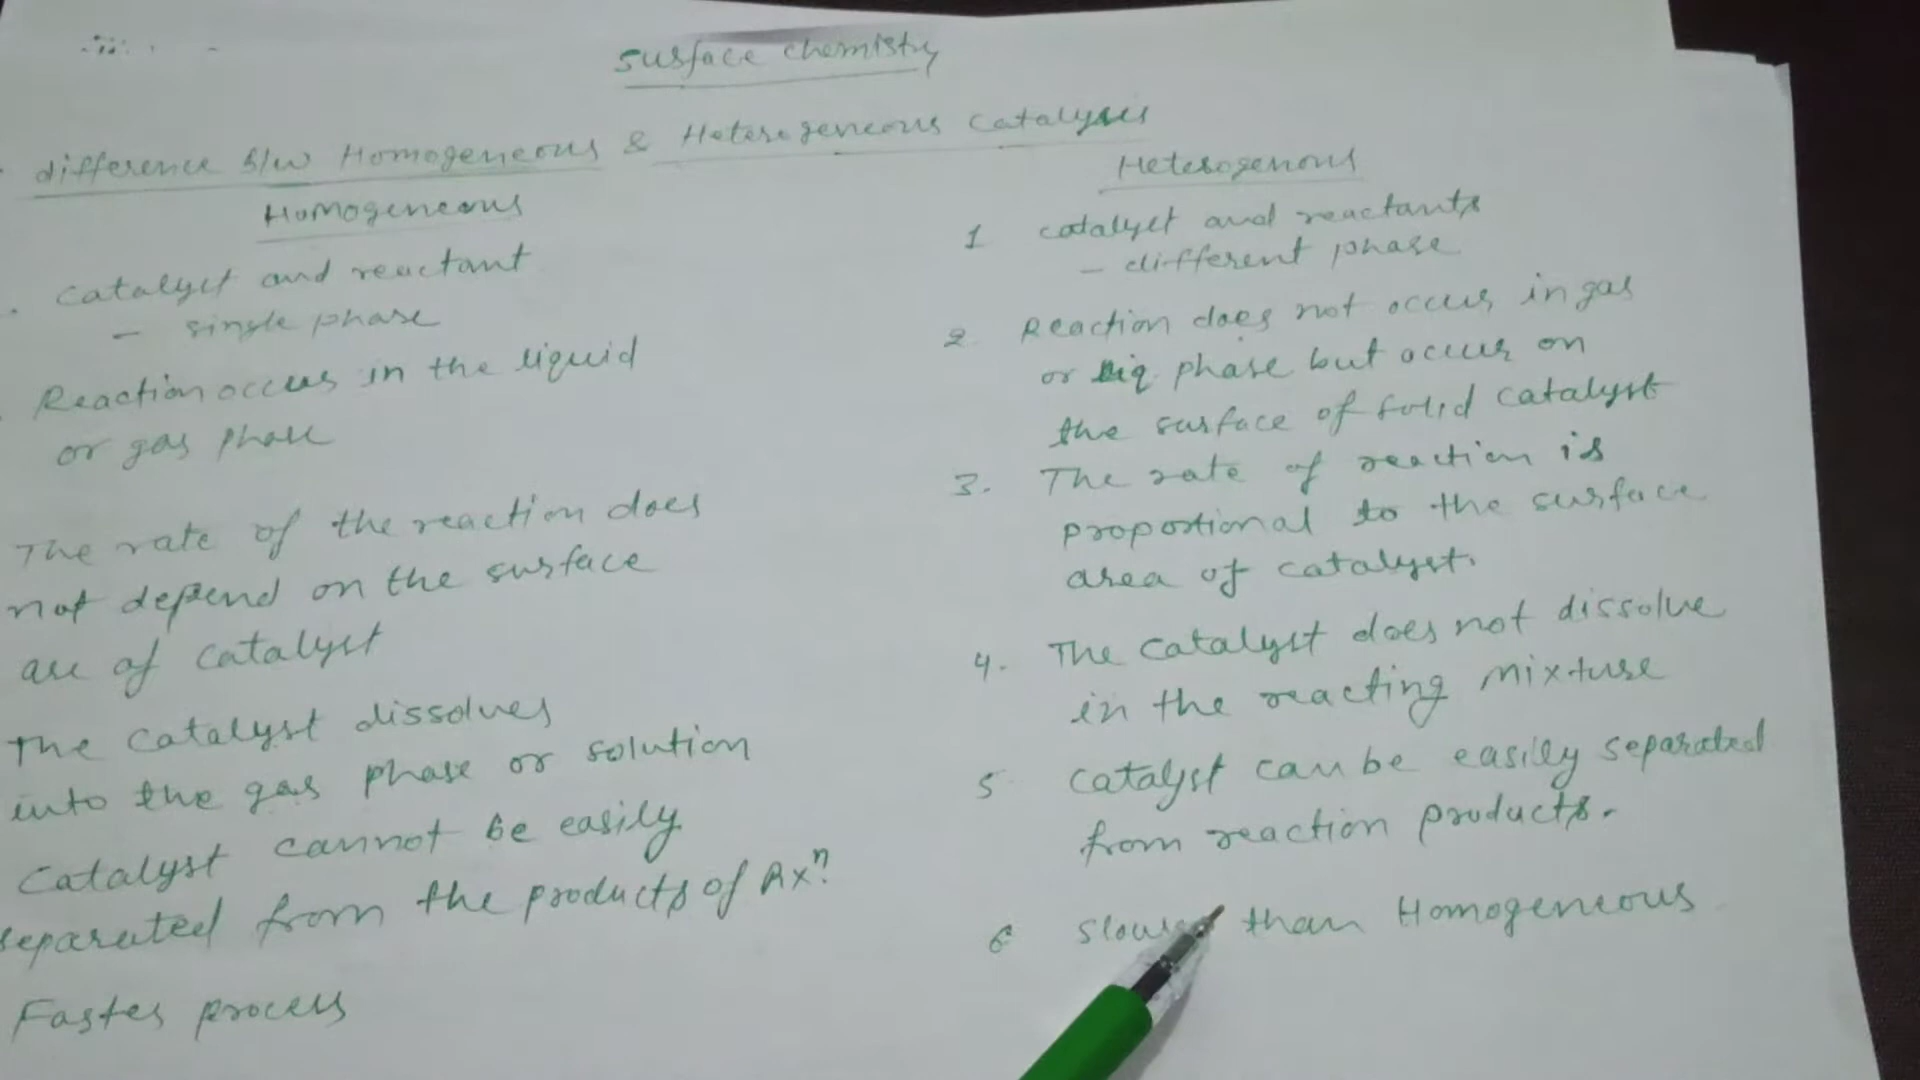 Surface chemistry
difference b/w Homogeneous & Heterogeneous Catalyses
Homogeneous
Catalyst and reactant
- single phase
Reaction occurs in the liquid
or gas phase
The rate of the reaction does
not depend on the surface
are of catalyst
The catalyst dissolves
into the gas phase or solution
Catalyst cannot be easily
separated from the products of Rxn.
Faster process
Heterogenous
1 catalyst and reactants
- different phase
2. Reaction does not occur in gas
or liq. phase but occur on
the surface of solid catalyst
3. The rate of reaction is
proportional to the surface
area of catalyst.
4. The catalyst does not dissolve
in the reacting mixture
5. catalyst can be easily separated
from reaction products.
6 slower than Homogeneous